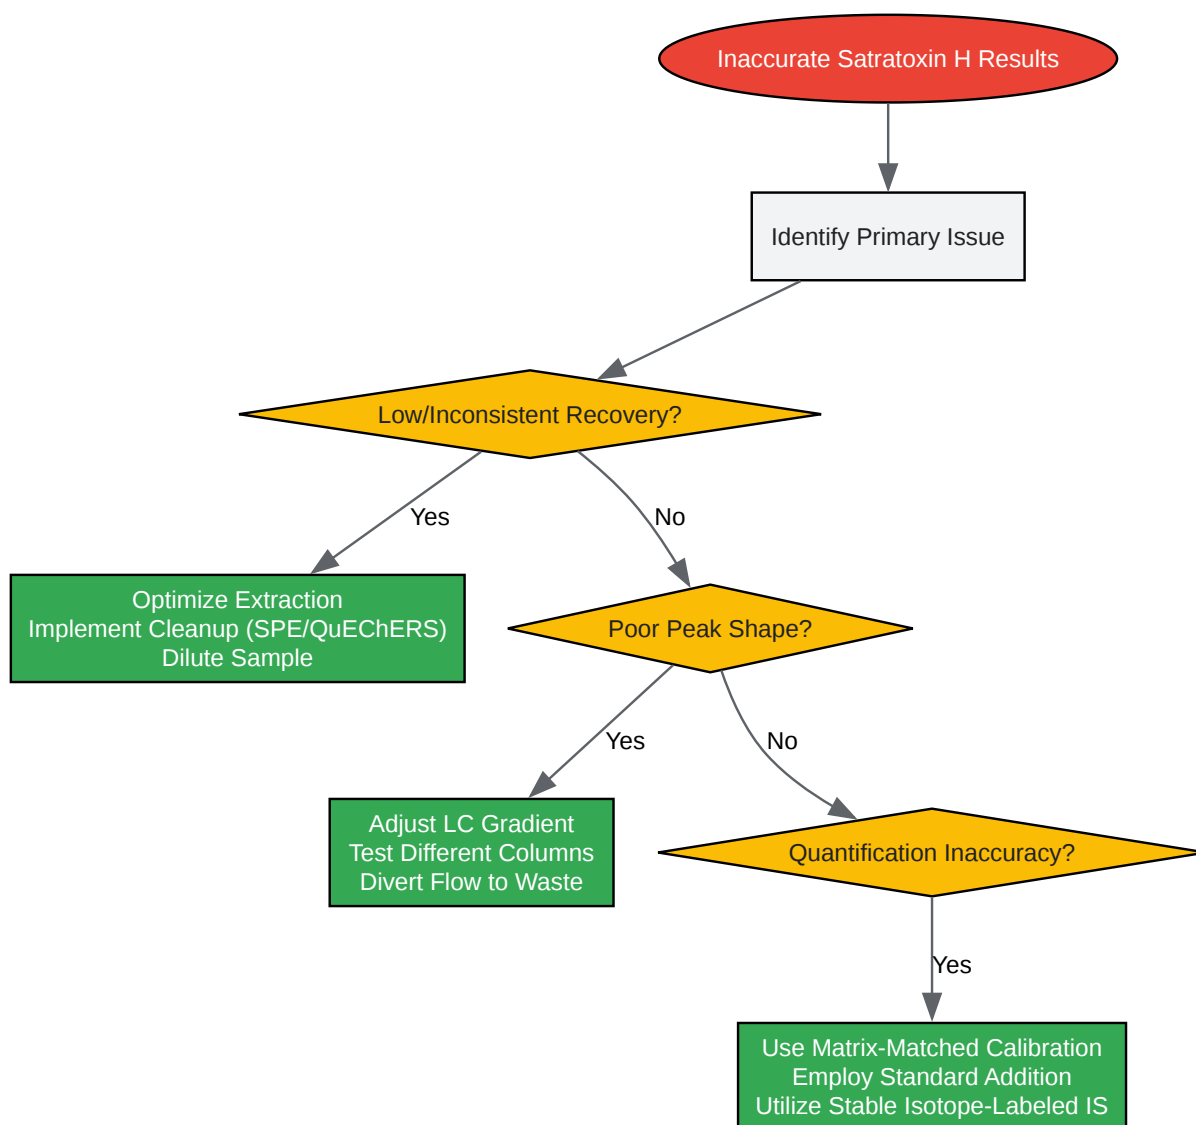 Inaccurate Satratoxin H Results
Identify Primary Issue
Low/Inconsistent Recovery?
Yes
No
Optimize Extraction
Implement Cleanup (SPE/QuEChERS)
Dilute Sample
Poor Peak Shape?
Yes
No
Adjust LC Gradient
Test Different Columns
Divert Flow to Waste
Quantification Inaccuracy?
Yes
Use Matrix-Matched Calibration
Employ Standard Addition
Utilize Stable Isotope-Labeled IS